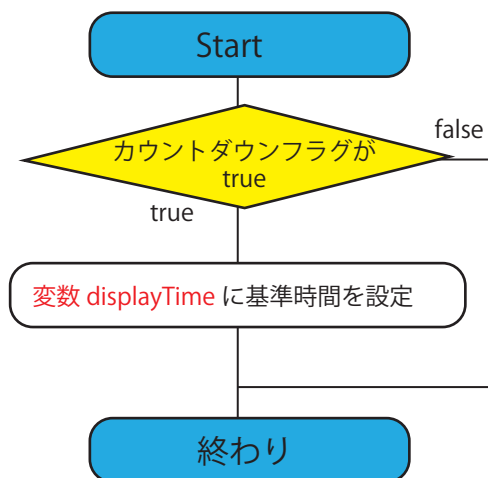 Start
カウントダウンフラグが
true
false
true
変数 displayTime に基準時間を設定
終わり